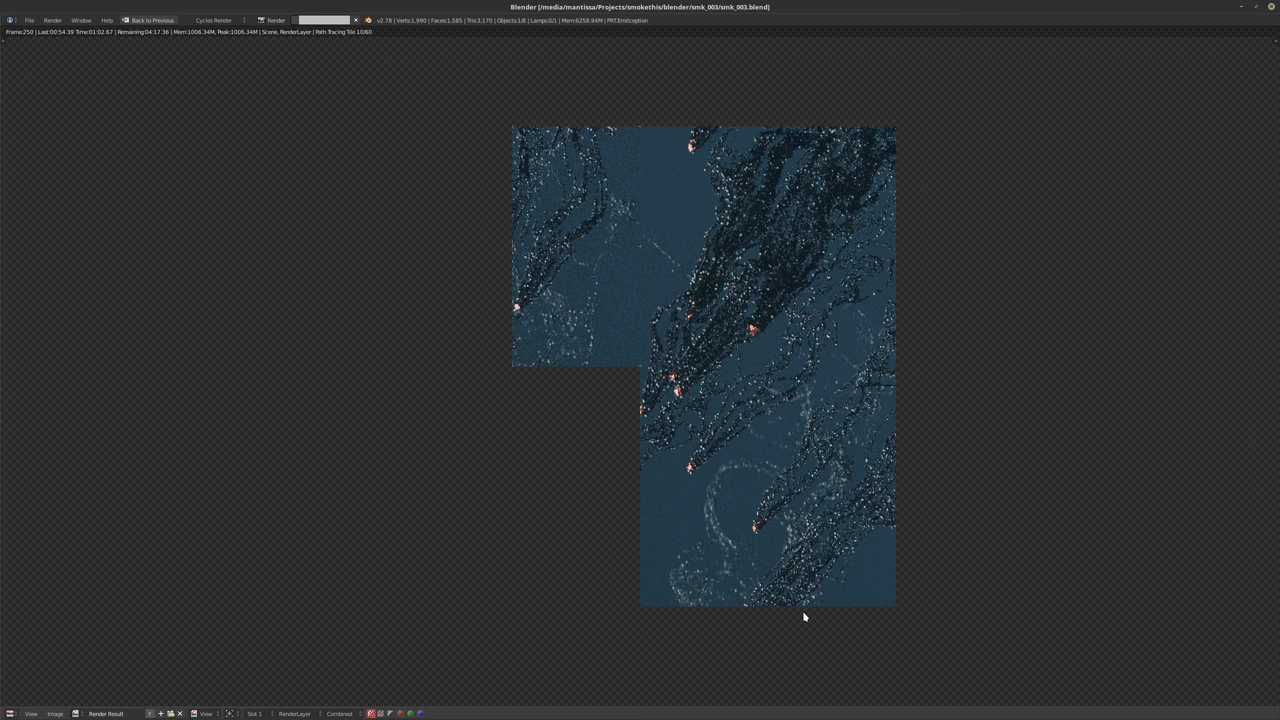 Blender [/media/mantissa/Projects/smokethis/blender/smk_003/smk_003.blend]
File Render Window Help Back to Previous Cycles Render Render v2.78 | Verts:1,990 | Faces:1,585 | Tris:3,170 | Objects:1/8 | Lamps:0/1 | Mem:6258.94M | PRT:Emitception
Frame:250 | Last:00:54.39 Time:01:02.67 | Remaining:04:17.36 | Mem:1006.34M, Peak:1006.34M | Scene, RenderLayer | Path Tracing Tile 10/60
View Image Render Result F View Slot 1 RenderLayer Combined